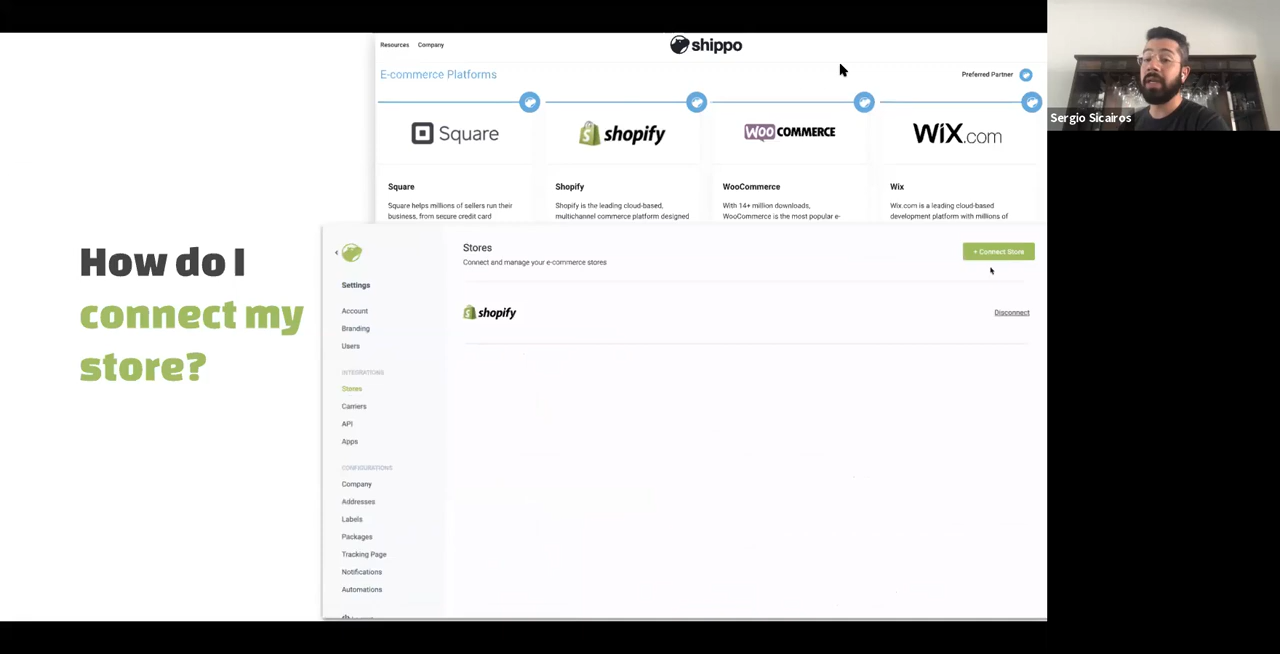 Resources Company
shippo
E-commerce Platforms
Preferred Partner
Square
shopify
WOO COMMERCE
WiX.com
Square
Shopify
WooCommerce
Wix
Square helps millions of sellers run their
business, from secure credit card
Shopify is the leading cloud-based,
multichannel commerce platform designed
With 14+ million downloads,
WooCommerce is the most popular e-
Wix.com is a leading cloud-based
development platform with millions of
Sergio Sicairos
How do I
connect my
store?
Settings
Account
Branding
Users
INTEGRATIONS
Stores
Carriers
API
Apps
CONFIGURATIONS
Company
Addresses
Labels
Packages
Tracking Page
Notifications
Automations
Stores
Connect and manage your e-commerce stores
+ Connect Store
shopify
Disconnect